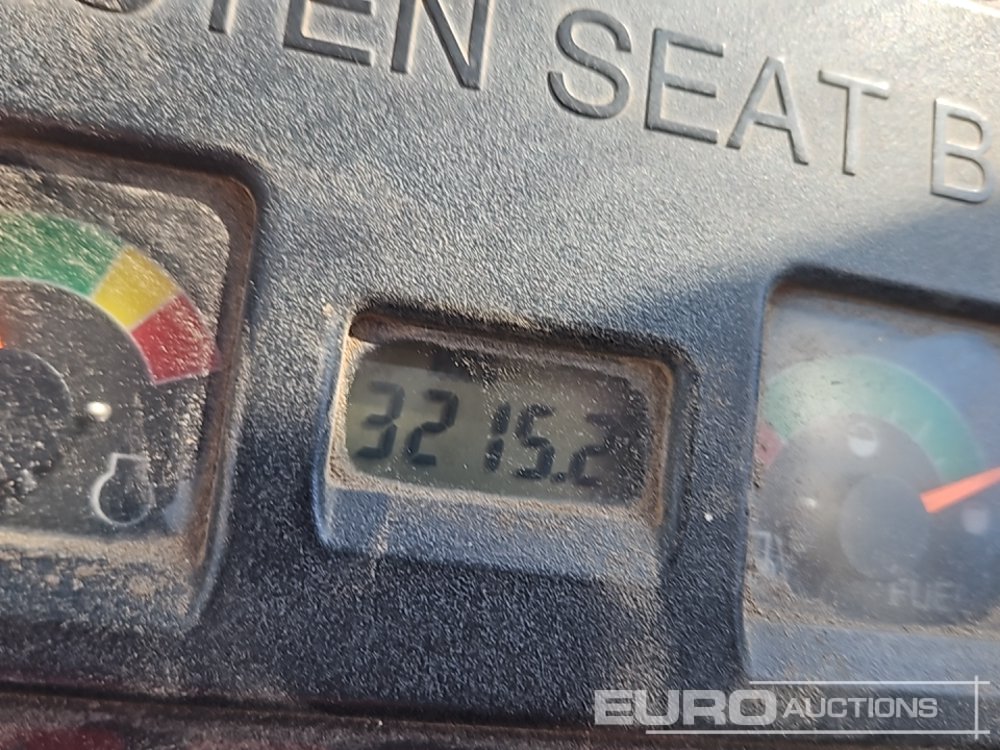 TEN SEAT B
3215.2
FUEL
EURO AUCTIONS